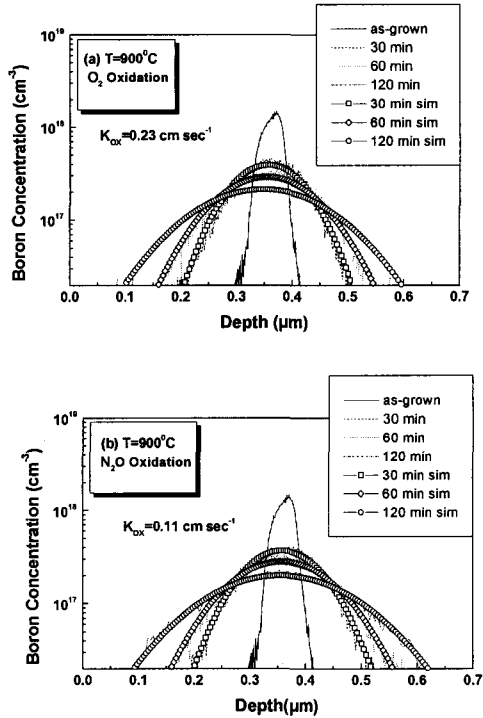 10¹⁹
(a) T=900⁰C
O₂ Oxidation
as-grown
30 min
60 min
120 min
30 min sim
60 min sim
120 min sim
K_OX=0.23 cm sec⁻¹
10¹⁸
10¹⁷
Boron Concentration (cm⁻³)
0.0 0.1 0.2 0.3 0.4 0.5 0.6 0.7
Depth (µm)
10¹⁹
(b) T=900⁰C
N₂O Oxidation
as-grown
30 min
60 min
120 min
30 min sim
60 min sim
120 min sim
K_OX=0.11 cm sec⁻¹
10¹⁸
10¹⁷
Boron Concentration (cm⁻³)
0.0 0.1 0.2 0.3 0.4 0.5 0.6 0.7
Depth(µm)